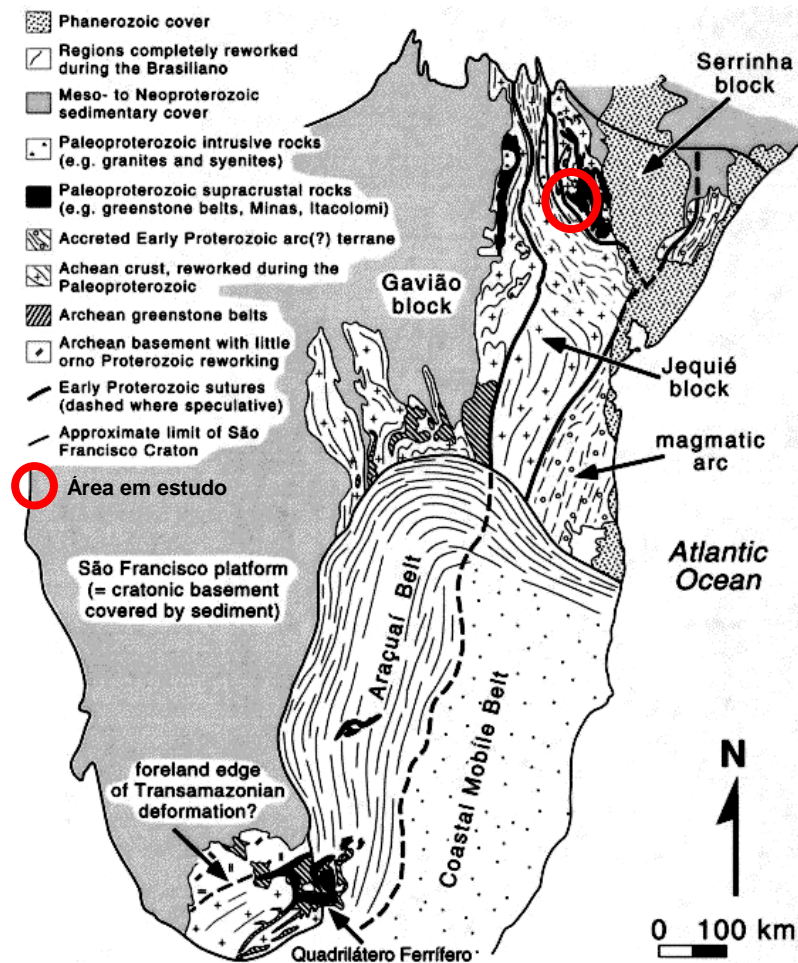 Phanerozoic cover
Regions completely reworked
during the Brasiliano
Meso- to Neoproterozoic
sedimentary cover
Paleoproterozoic intrusive rocks
(e.g. granites and syenites)
Paleoproterozoic supracrustal rocks
(e.g. greenstone belts, Minas, Itacolomi)
Accreted Early Proterozoic arc(?) terrane
Achean crust, reworked during the
Paleoproterozoic
Archean greenstone belts
Archean basement with little
orno Proterozoic reworking
Early Proterozoic sutures
(dashed where speculative)
Approximate limit of São
Francisco Craton
Área em estudo
Serrinha
block
Gavião
block
Jequié
block
magmatic
arc
São Francisco platform
(= cratonic basement
covered by sediment)
Atlantic
Ocean
Araçuaí Belt
Coastal Mobile Belt
foreland edge
of Transamazonian
deformation?
Quadrilátero Ferrífero
N
0 100 km